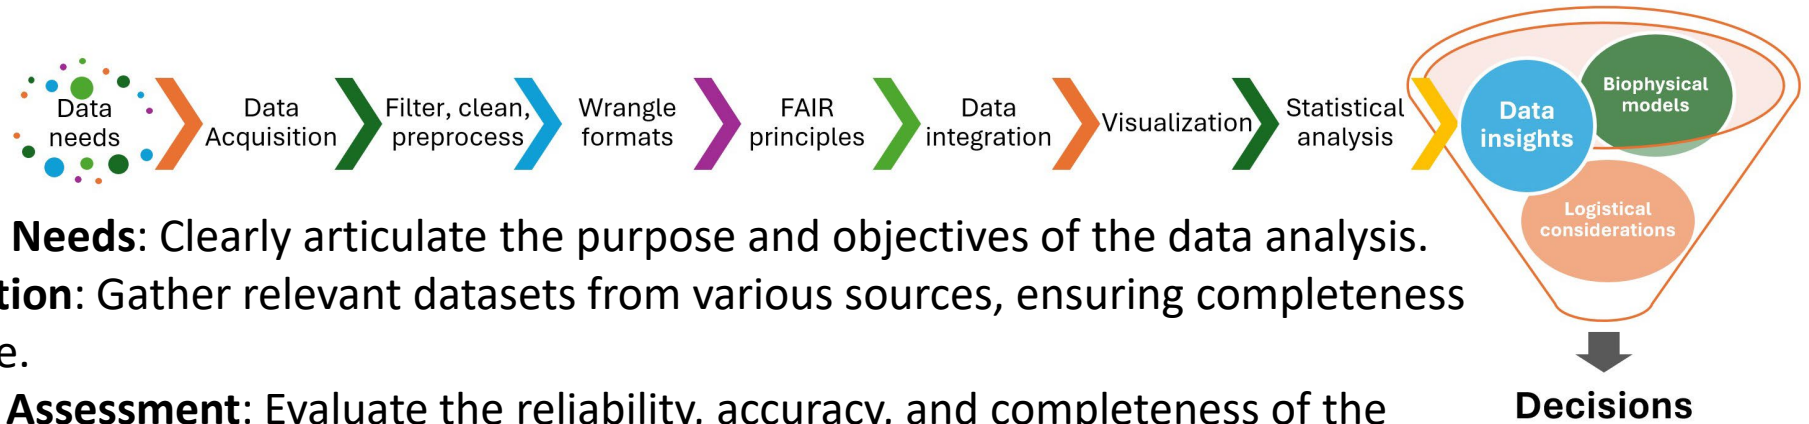 Data
needs
Data
Acquisition
Filter, clean,
preprocess
Wrangle
formats
FAIR
principles
Data
integration
Visualization
Statistical
analysis
Data
insights
Biophysical
models
Logistical
considerations
Decisions
Needs: Clearly articulate the purpose and objectives of the data analysis.
tion: Gather relevant datasets from various sources, ensuring completeness
e.
Assessment: Evaluate the reliability, accuracy, and completeness of the